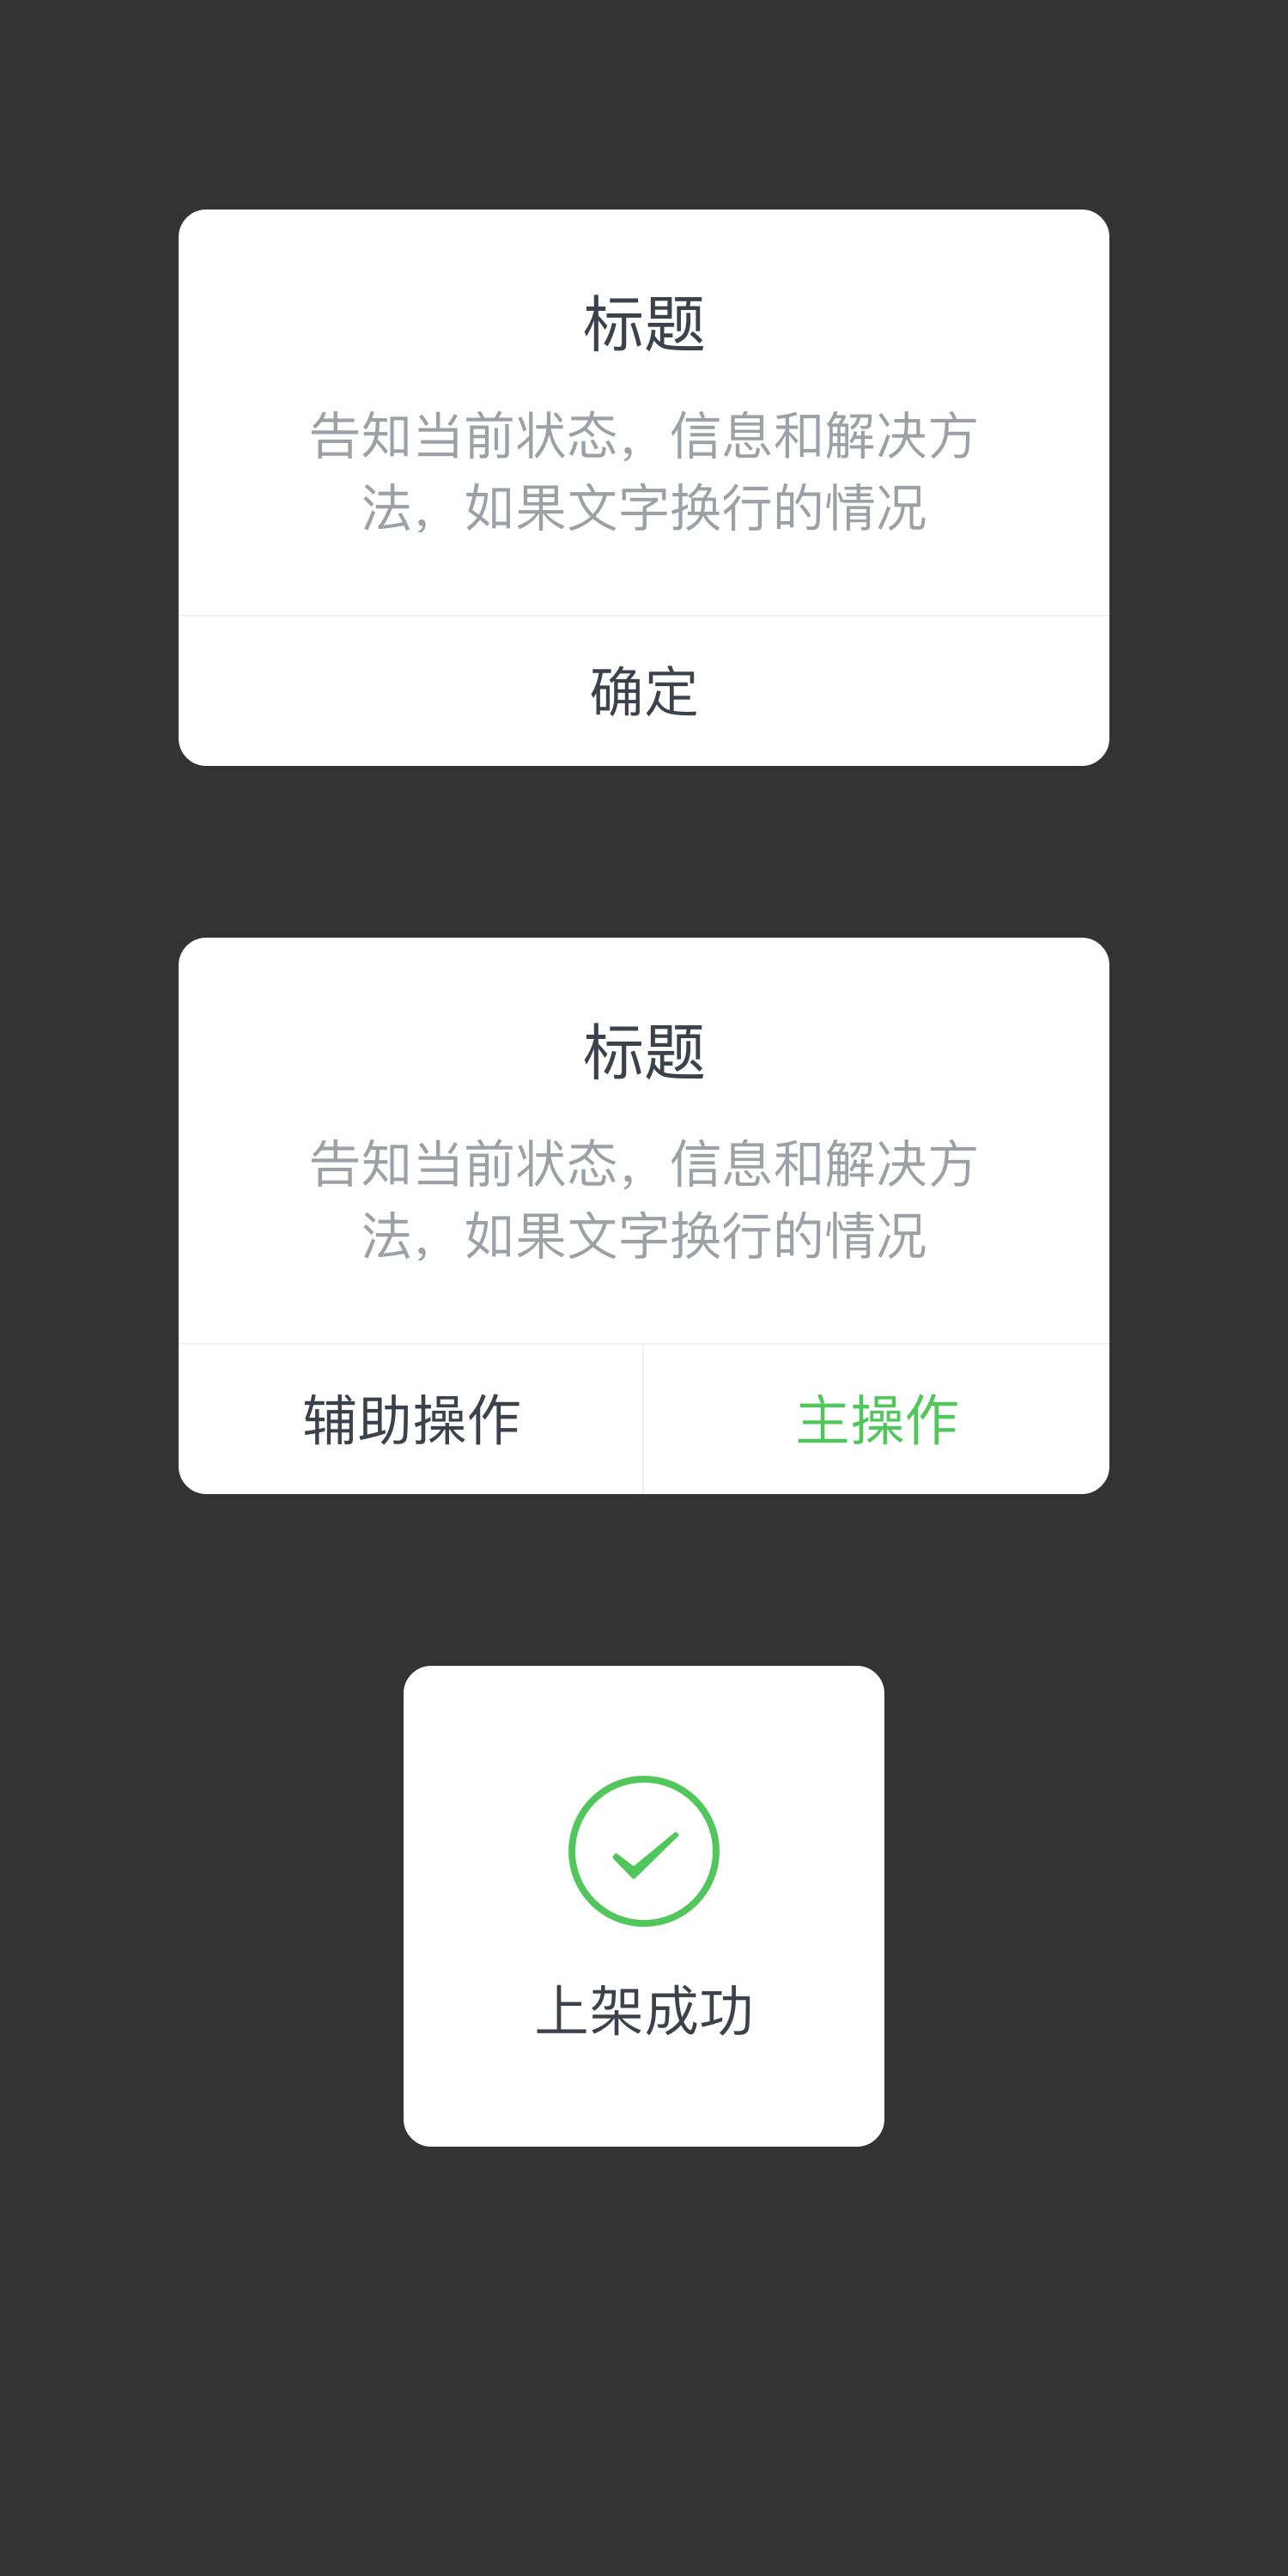 标题
告知当前状态，信息和解决方
法， 如果文字换行的情况
确定
标题
告知当前状态，信息和解决方
法， 如果文字换行的情况
辅助操作 主操作
上架成功